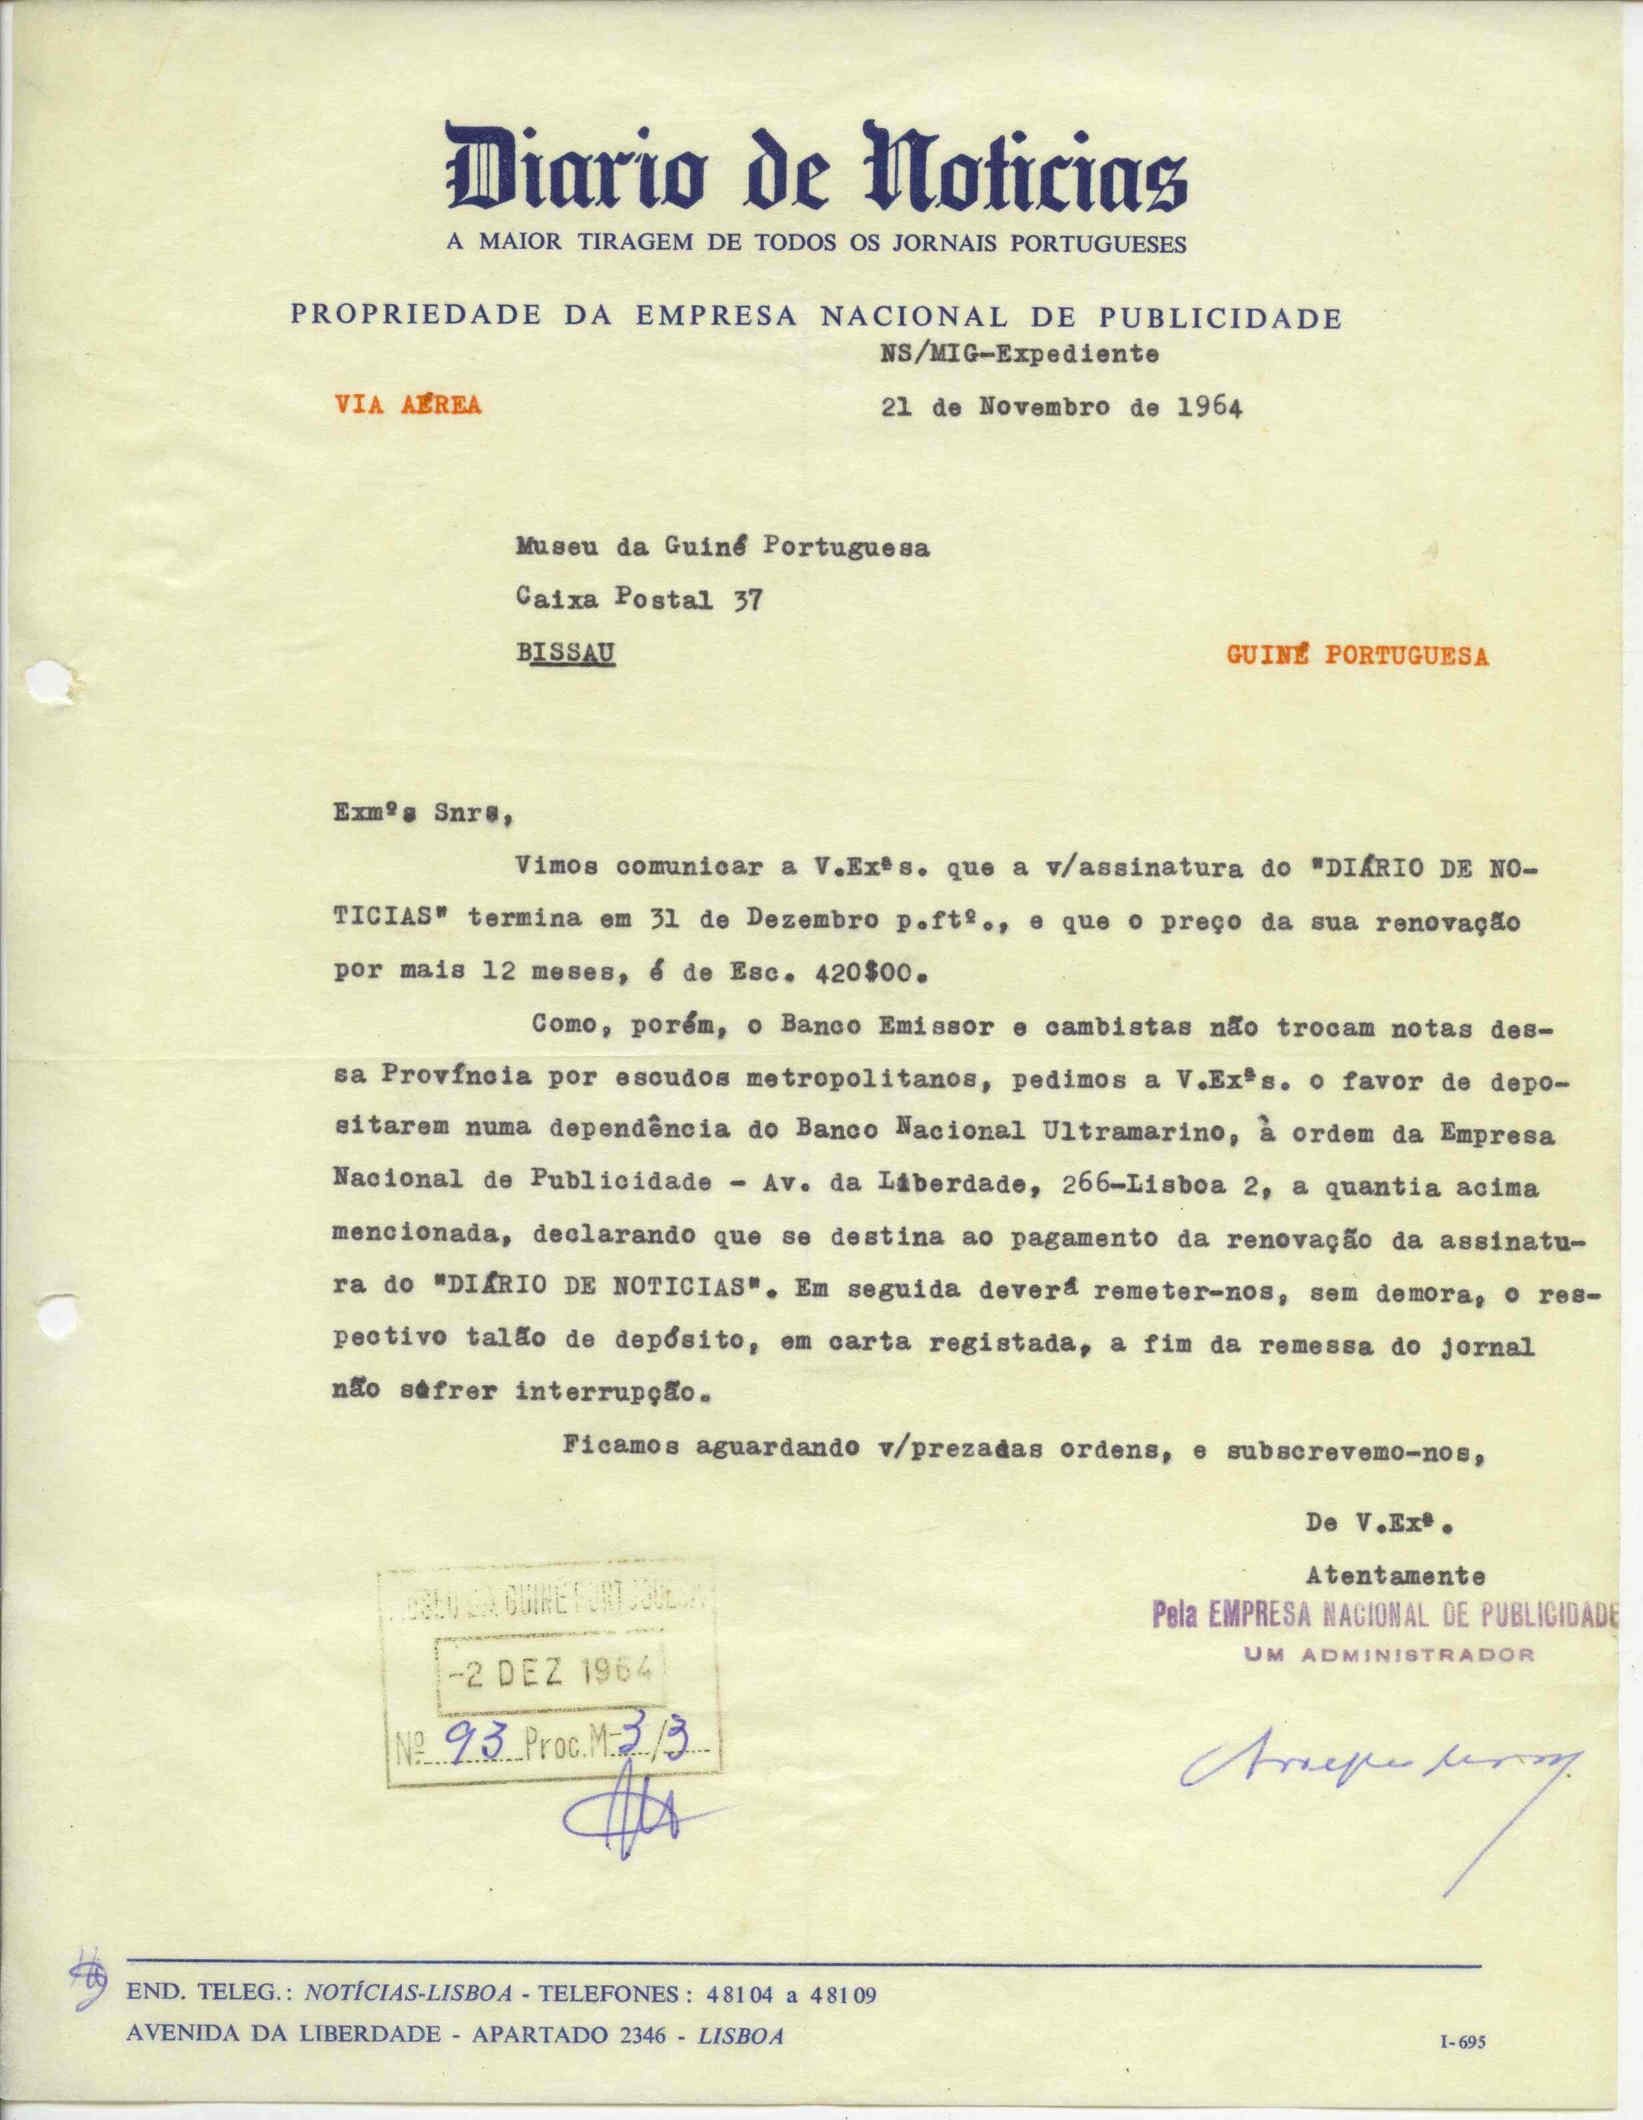 Diario de Noticias
A MAIOR TIRAGEM DE TODOS OS JORNAIS PORTUGUESES
PROPRIEDADE DA EMPRESA NACIONAL DE PUBLICIDADE
NS/MIG-Expediente
VIA AÉREA
21 de Novembro de 1964
Museu da Guiné Portuguesa
Caixa Postal 37
BISSAU
GUINÉ PORTUGUESA
Exmºs Snrs,
Vimos comunicar a V.Exªs. que a v/assinatura do "DIÁRIO DE NO-
TICIAS" termina em 31 de Dezembro p.ftº., e que o preço da sua renovação
por mais 12 meses, é de Esc. 420$00.
Como, porém, o Banco Emissor e cambistas não trocam notas des-
sa Província por escudos metropolitanos, pedimos a V.Exªs. o favor de depo-
sitarem numa dependência do Banco Nacional Ultramarino, à ordem da Empresa
Nacional de Publicidade - Av. da Liberdade, 266-Lisboa 2, a quantia acima
mencionada, declarando que se destina ao pagamento da renovação da assinatu-
ra do "DIÁRIO DE NOTICIAS". Em seguida deverá remeter-nos, sem demora, o res-
pectivo talão de depósito, em carta registada, a fim da remessa do jornal
não sofrer interrupção.
Ficamos aguardando v/prezadas ordens, e subscrevemo-nos,
De V.Exª.
Atentamente
Pela EMPRESA NACIONAL DE PUBLICIDADE
UM ADMINISTRADOR
MUSEU DA GUINÉ PORTUGUESA
-2 DEZ 1964
Nº 93 Proc. M-3/3
END. TELEG.: NOTÍCIAS-LISBOA - TELEFONES: 48104 a 48109
AVENIDA DA LIBERDADE - APARTADO 2346 - LISBOA
I-695